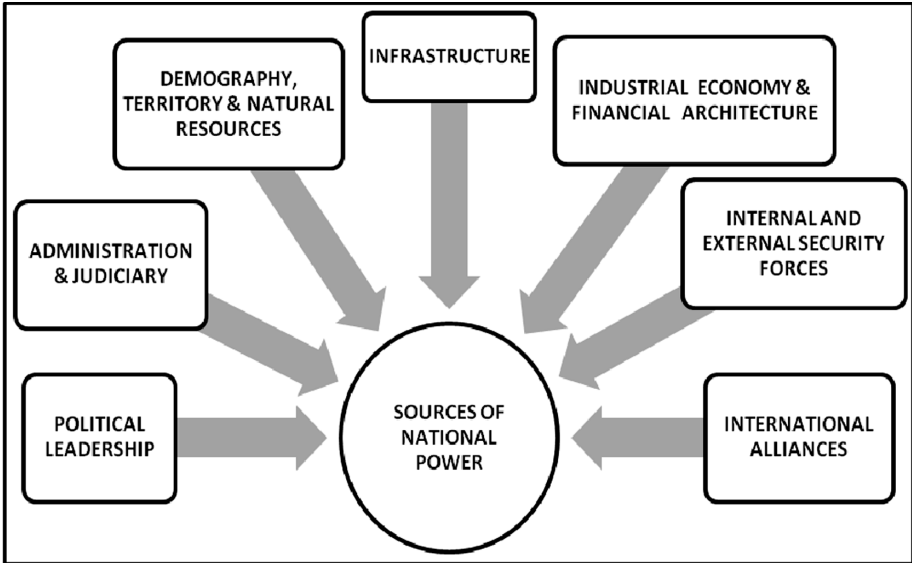 INFRASTRUCTURE
DEMOGRAPHY,
TERRITORY & NATURAL
RESOURCES
INDUSTRIAL ECONOMY &
FINANCIAL ARCHITECTURE
ADMINISTRATION
& JUDICIARY
INTERNAL AND
EXTERNAL SECURITY
FORCES
POLITICAL
LEADERSHIP
SOURCES OF
NATIONAL
POWER
INTERNATIONAL
ALLIANCES